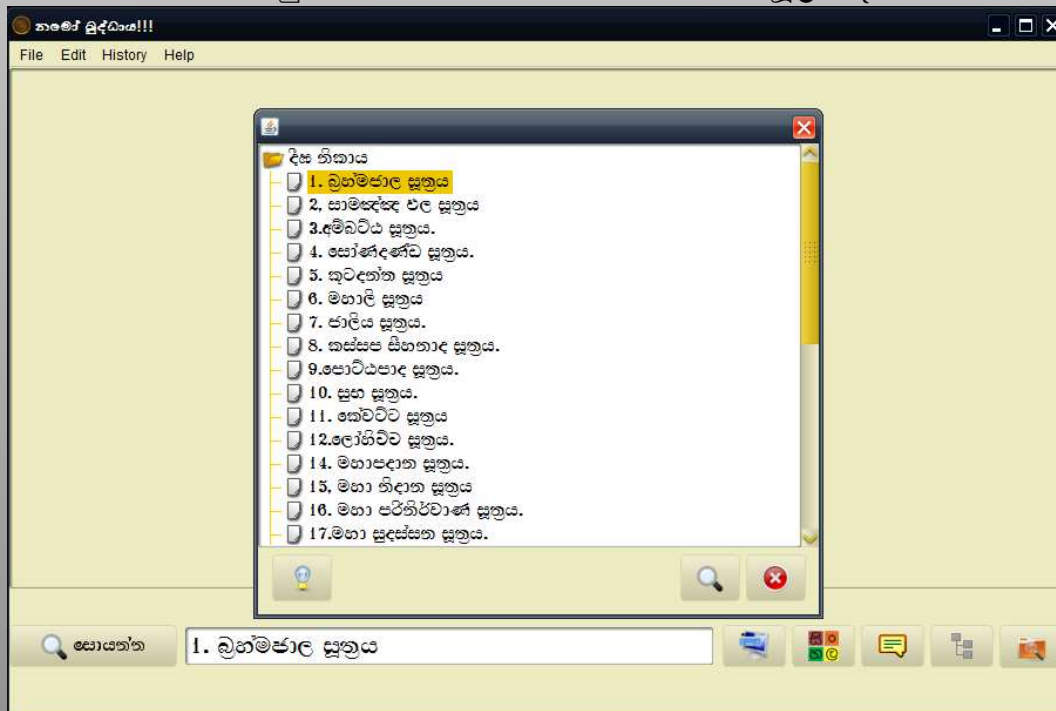 නමෝ බුද්ධාය!!!
File Edit History Help
දීඝ නිකාය
1. බ්‍රහ්මජාල සූත්‍රය
2, සාමඤ්ඤ ඵල සූත්‍රය
3.අම්බට්ඨ සූත්‍රය.
4. සෝණදණ්ඩ සූත්‍රය.
5. කූටදන්ත සූත්‍රය
6. මහාලි සූත්‍රය
7. ජාලිය සූත්‍රය.
8. කස්සප සීහනාද සූත්‍රය.
9.පොට්ඨපාද සූත්‍රය.
10. සුභ සූත්‍රය.
11. කේවට්ට සූත්‍රය
12.ලෝහිච්ච සූත්‍රය.
14. මහාපදාන සූත්‍රය.
15, මහා නිදාන සූත්‍රය
16. මහා පරිනිර්වාණ සූත්‍රය.
17.මහා සුදස්සන සූත්‍රය.
සොයන්න
1. බ්‍රහ්මජාල සූත්‍රය